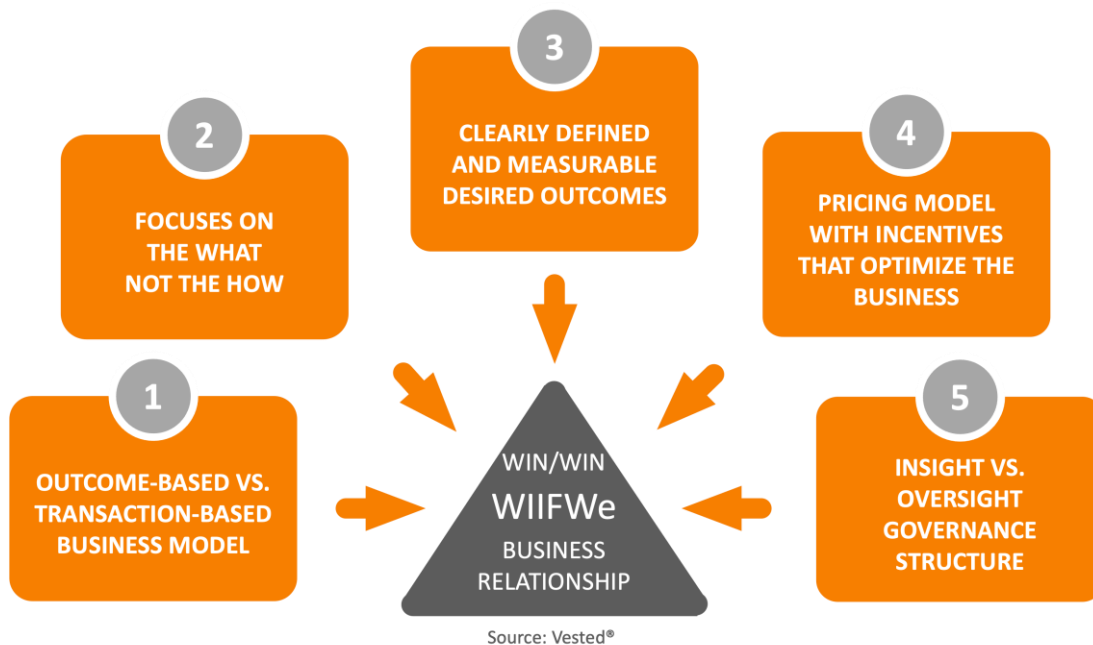 1
OUTCOME-BASED VS.
TRANSACTION-BASED
BUSINESS MODEL
2
FOCUSES ON
THE WHAT
NOT THE HOW
3
CLEARLY DEFINED
AND MEASURABLE
DESIRED OUTCOMES
4
PRICING MODEL
WITH INCENTIVES
THAT OPTIMIZE THE
BUSINESS
5
INSIGHT VS.
OVERSIGHT
GOVERNANCE
STRUCTURE
WIN/WIN
WIIFWe
BUSINESS
RELATIONSHIP
Source: Vested®